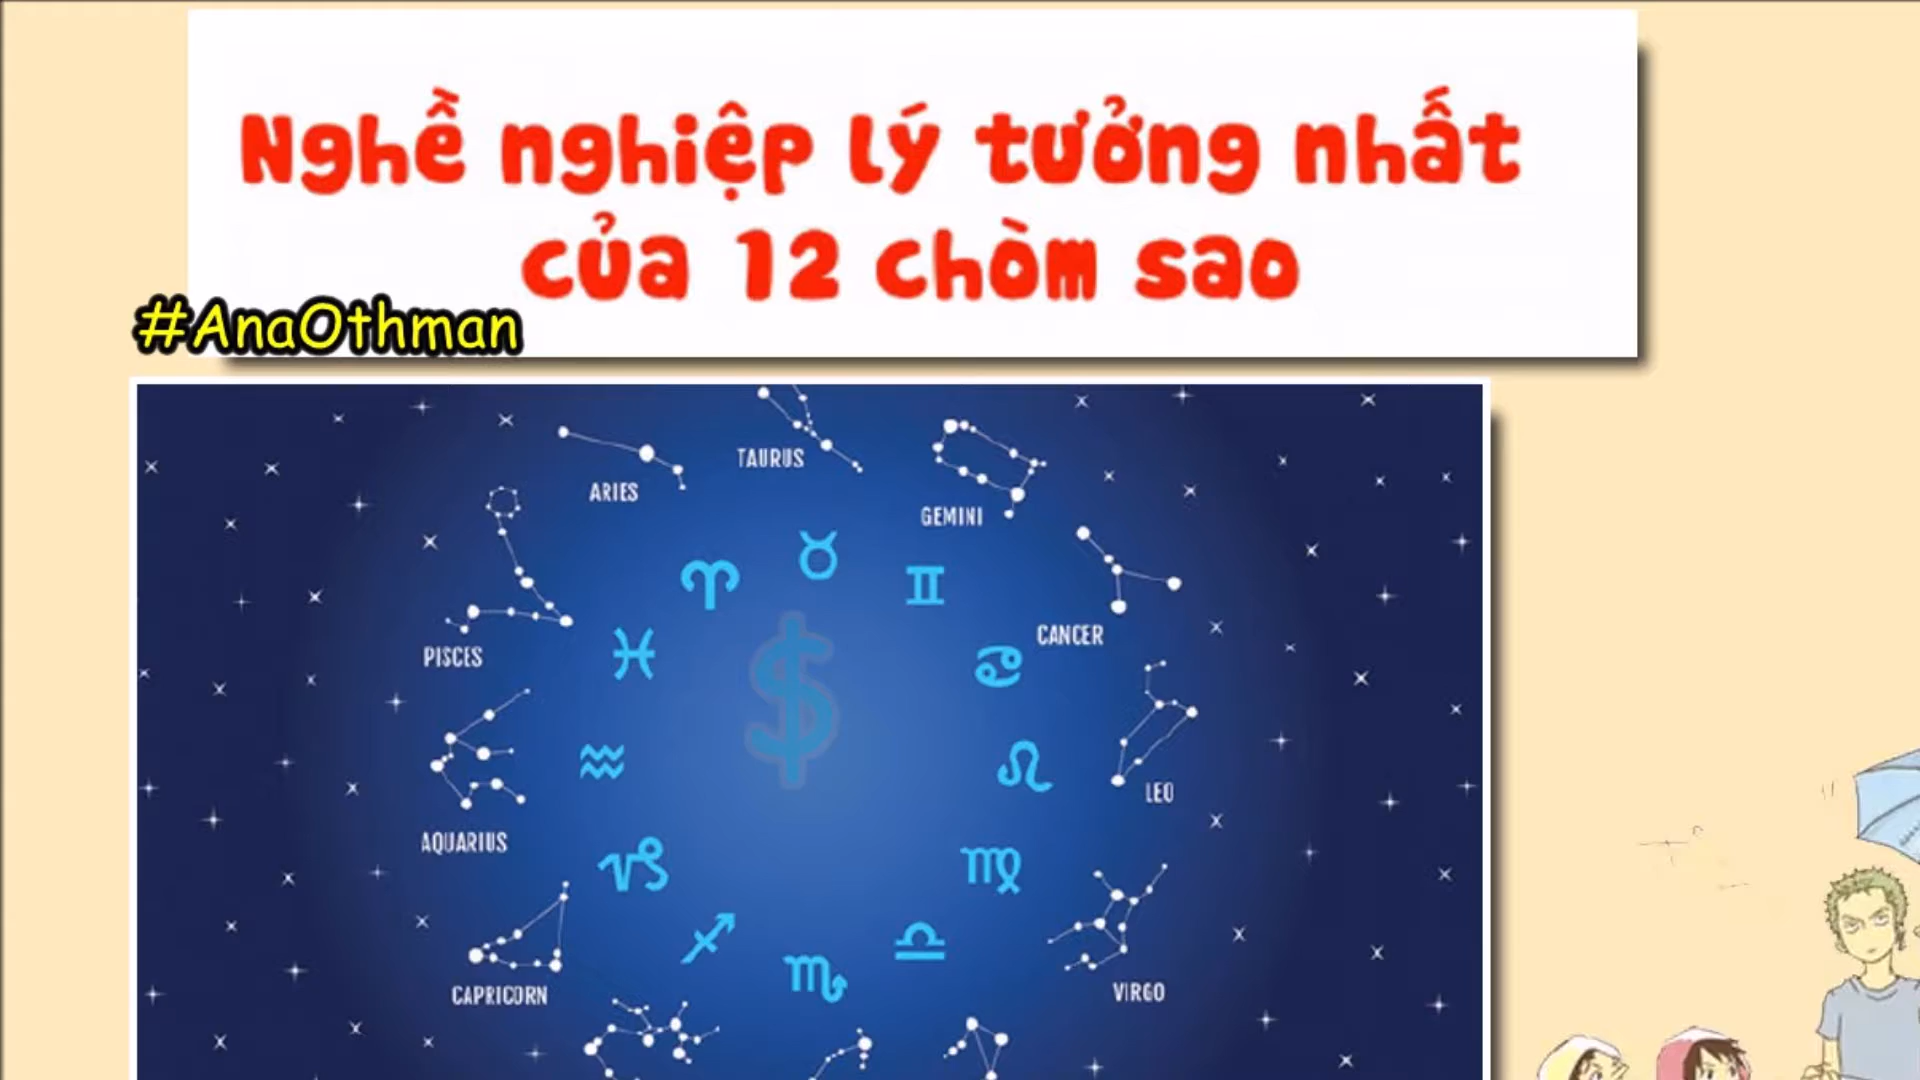 Nghề nghiệp lý tưởng nhất
của 12 chòm sao
#AnaOthman
TAURUS
ARIES
GEMINI
CANCER
PISCES
LEO
AQUARIUS
CAPRICORN
VIRGO
$